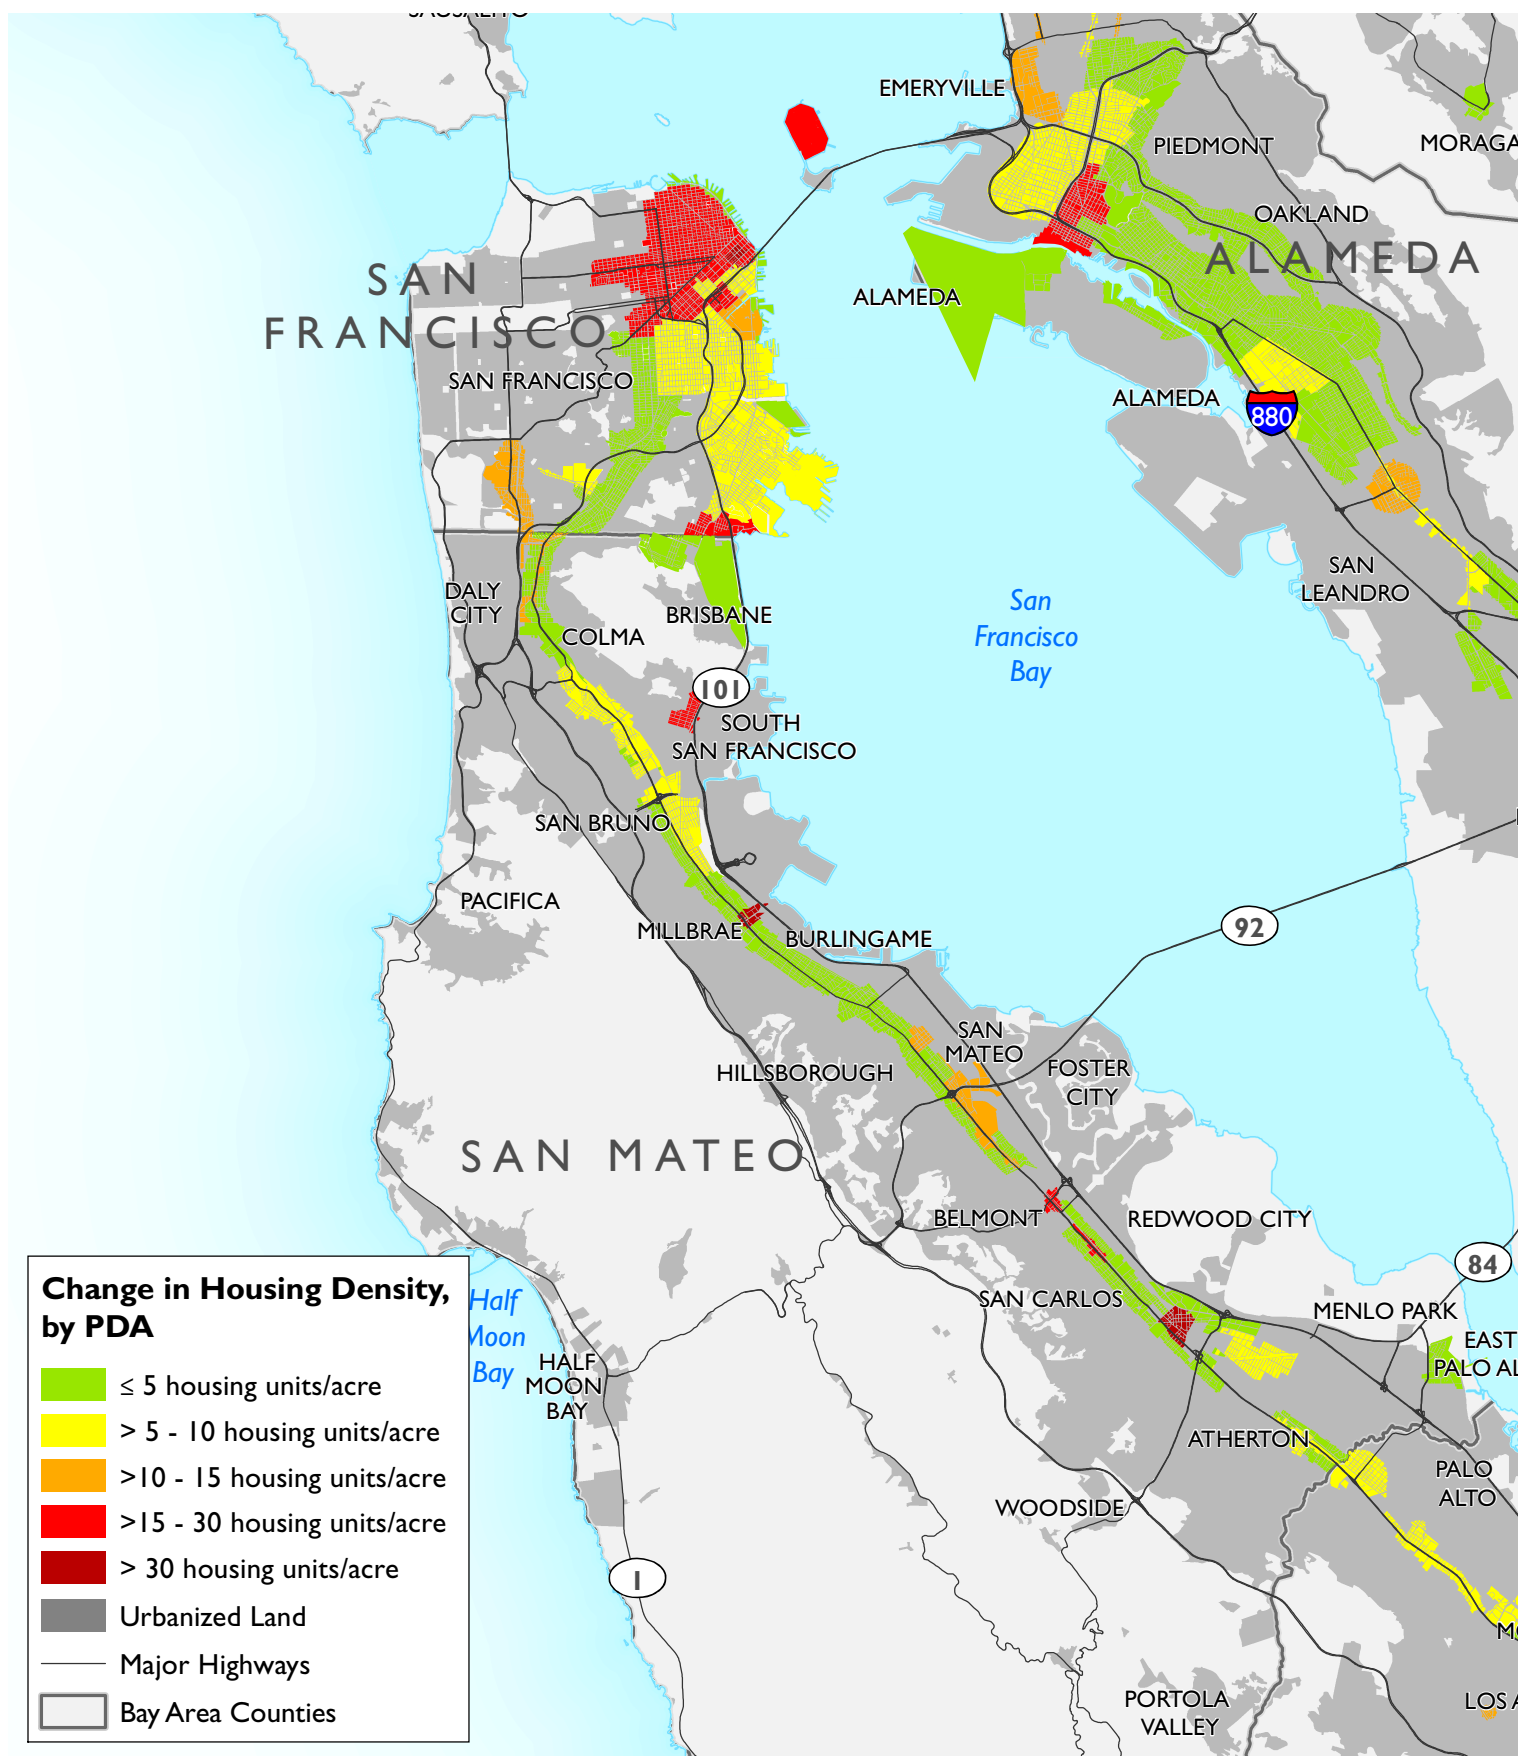 SAUSALITO
EMERYVILLE
PIEDMONT
MORAGA
OAKLAND
ALAMEDA
SAN
FRANCISCO
ALAMEDA
SAN FRANCISCO
ALAMEDA
880
SAN
LEANDRO
DALY
CITY
COLMA
BRISBANE
San
Francisco
Bay
101
SOUTH
SAN FRANCISCO
SAN BRUNO
PACIFICA
MILLBRAE
BURLINGAME
92
SAN
MATEO
HILLSBOROUGH
FOSTER
CITY
SAN MATEO
BELMONT
REDWOOD CITY
84
SAN CARLOS
MENLO PARK
EAST
PALO AL
Half
Moon
Bay
HALF
MOON
BAY
ATHERTON
PALO
ALTO
WOODSIDE
1
M
PORTOLA
VALLEY
LOS A
Change in Housing Density,
by PDA
≤ 5 housing units/acre
> 5 - 10 housing units/acre
>10 - 15 housing units/acre
>15 - 30 housing units/acre
> 30 housing units/acre
Urbanized Land
Major Highways
Bay Area Counties